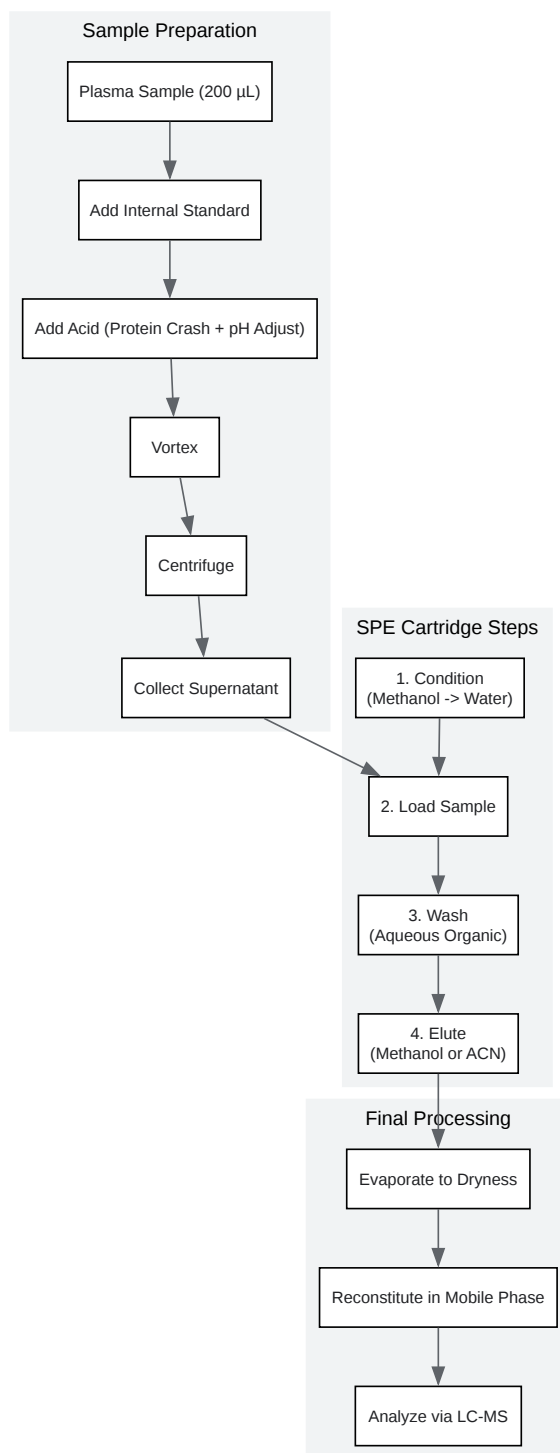 Sample Preparation
Plasma Sample (200 µL)
Add Internal Standard
Add Acid (Protein Crash + pH Adjust)
Vortex
Centrifuge
Collect Supernatant
SPE Cartridge Steps
1. Condition
(Methanol -> Water)
2. Load Sample
3. Wash
(Aqueous Organic)
4. Elute
(Methanol or ACN)
Final Processing
Evaporate to Dryness
Reconstitute in Mobile Phase
Analyze via LC-MS